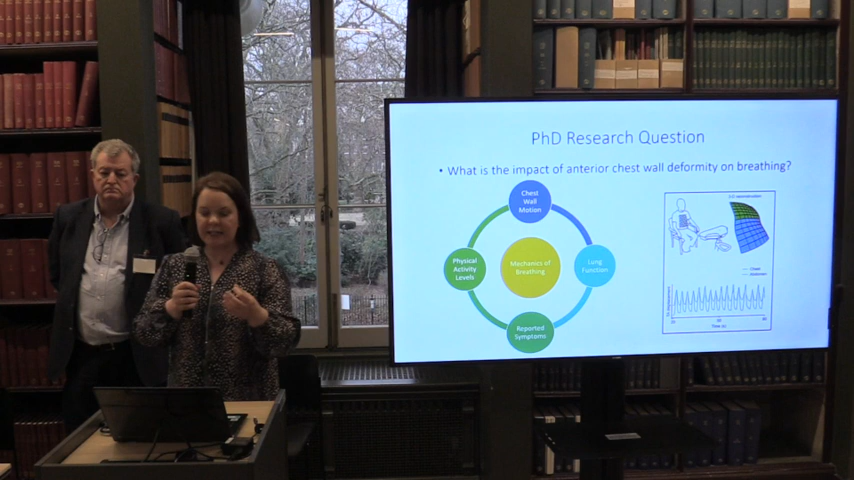 PhD Research Question
• What is the impact of anterior chest wall deformity on breathing?
Chest
Wall
Motion
Physical
Activity
Levels
Mechanics of
Breathing
Lung
Function
Reported
Symptoms
Chest
Abdomen
Time (s)